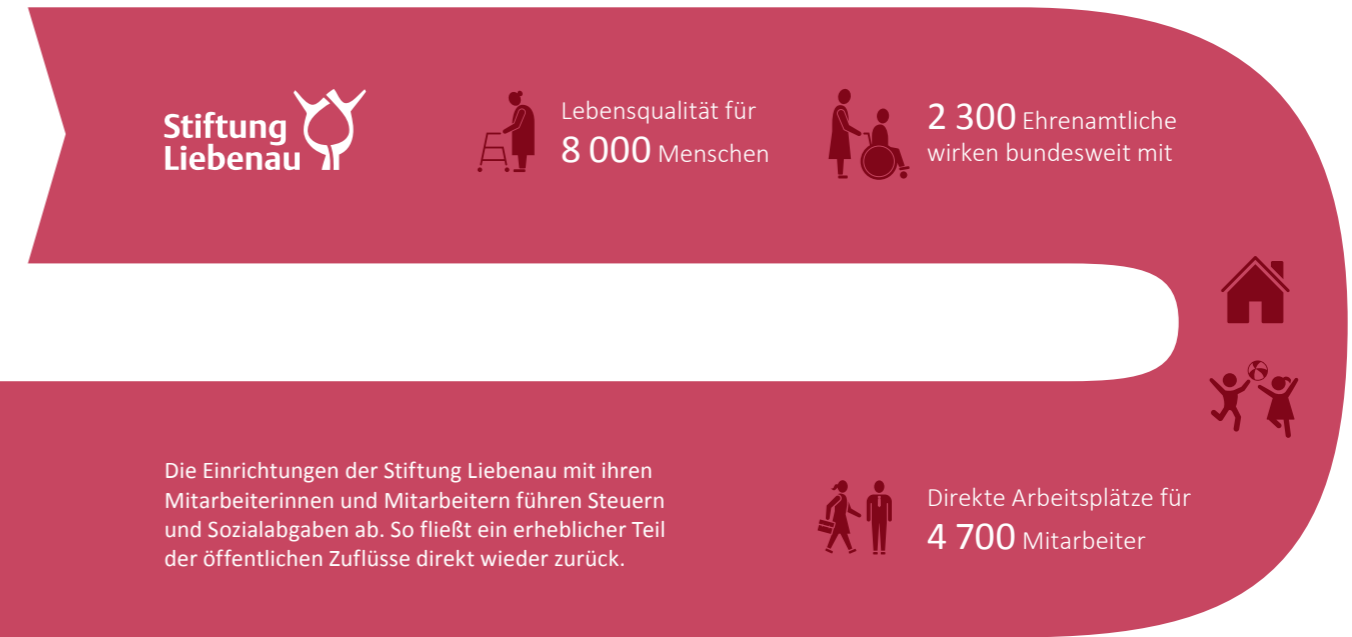 Stiftung
Liebenau
Lebensqualität für
8 000 Menschen
2 300 Ehrenamtliche
wirken bundesweit mit
Die Einrichtungen der Stiftung Liebenau mit ihren
Mitarbeiterinnen und Mitarbeitern führen Steuern
und Sozialabgaben ab. So fließt ein erheblicher Teil
der öffentlichen Zuflüsse direkt wieder zurück.
Direkte Arbeitsplätze für
4 700 Mitarbeiter